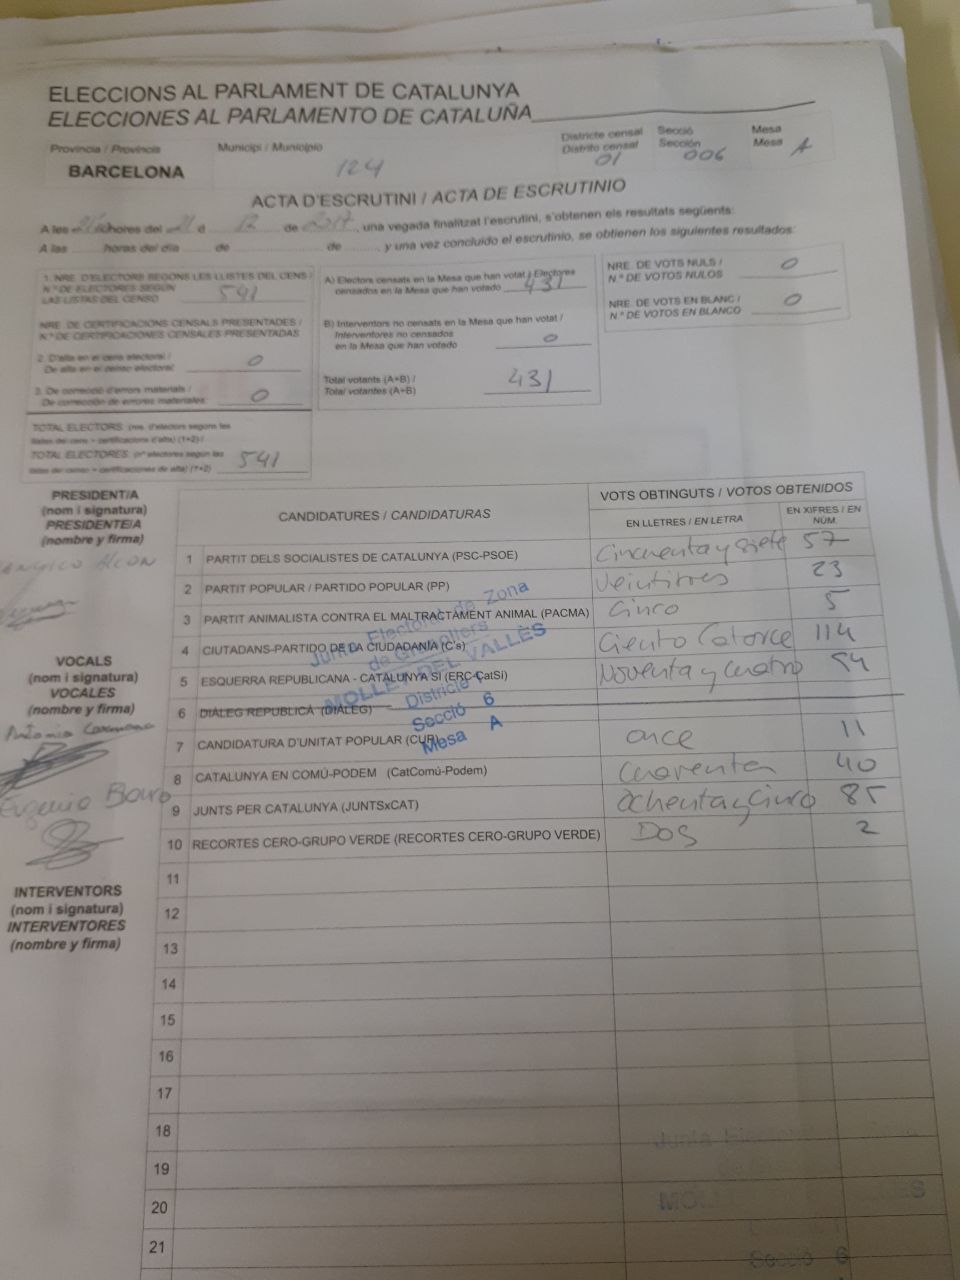 ELECCIONS AL PARLAMENT DE CATALUNYA
ELECCIONES AL PARLAMENTO DE CATALUÑA
Provincia / Provincia
BARCELONA
Municipi / Municipio
124
Districte censal
Distrito censal
01
Secció
Sección
006
Mesa
Mesa
A
ACTA D'ESCRUTINI / ACTA DE ESCRUTINIO
A les 21 hores del 21 d 12 de 2017, una vegada finalitzat l'escrutini, s'obtenen els resultats següents:
A las horas del día de de , y una vez concluido el escrutinio, se obtienen los siguientes resultados:
1. NRE. D'ELECTORS SEGONS LES LLISTES DEL CENS /
N.º DE ELECTORES SEGÚN
LAS LISTAS DEL CENSO 541
NRE. DE CERTIFICACIONS CENSALS PRESENTADES /
N.º DE CERTIFICACIONES CENSALES PRESENTADAS
2. D'alta en el cens electoral /
De alta en el censo electoral 0
3. De correcció d'errors materials /
De corrección de errores materiales 0
TOTAL ELECTORS: (nre. d'electors segons les
llistes del cens + certificacions d'alta) (1+2) /
TOTAL ELECTORES: (nº electores según las
listas del censo + certificaciones de alta) (1+2) 541
A) Electors censats en la Mesa que han votat / Electores
censados en la Mesa que han votado 431
B) Interventors no censats en la Mesa que han votat /
Interventores no censados
en la Mesa que han votado 0
Total votants (A+B) /
Total votantes (A+B) 431
NRE. DE VOTS NULS /
N.º DE VOTOS NULOS 0
NRE. DE VOTS EN BLANC /
N.º DE VOTOS EN BLANCO 0
PRESIDENT/A
(nom i signatura)
PRESIDENTE/A
(nombre y firma)
VOCALS
(nom i signatura)
VOCALES
(nombre y firma)
Antonia Carmona
Eugenio
INTERVENTORS
(nom i signatura)
INTERVENTORES
(nombre y firma)
CANDIDATURES / CANDIDATURAS
VOTS OBTINGUTS / VOTOS OBTENIDOS
EN LLETRES / EN LETRA
EN XIFRES / EN NÚM.
1 PARTIT DELS SOCIALISTES DE CATALUNYA (PSC-PSOE) Cincuenta y siete 57
2 PARTIT POPULAR / PARTIDO POPULAR (PP) Veintitres 23
3 PARTIT ANIMALISTA CONTRA EL MALTRACTAMENT ANIMAL (PACMA) Cinco 5
4 CIUTADANS-PARTIDO DE LA CIUDADANÍA (C's) Ciento Catorce 114
5 ESQUERRA REPUBLICANA - CATALUNYA SÍ (ERC-CatSí) Noventa y cuatro 94
6 DIÀLEG REPUBLICÀ (DIÀLEG)
7 CANDIDATURA D'UNITAT POPULAR (CUP) once 11
8 CATALUNYA EN COMÚ-PODEM (CatComú-Podem) Cuarenta 40
9 JUNTS PER CATALUNYA (JUNTSxCAT) Ochenta y Cinco 85
10 RECORTES CERO-GRUPO VERDE (RECORTES CERO-GRUPO VERDE) DOS 2
11
12
13
14
15
16
17
18
19
20
21
Junta Electoral de Zona
de Granollers
MOLLET DEL VALLÈS
Districte 1
Secció 6
Mesa A
Junta
MOL
Secció 6